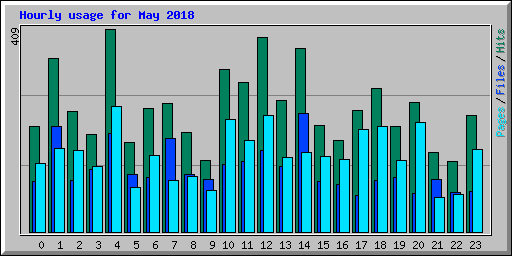 Hourly usage for May 2018
409
Pages/Files/Hits
0 1 2 3 4 5 6 7 8 9 10 11 12 13 14 15 16 17 18 19 20 21 22 23